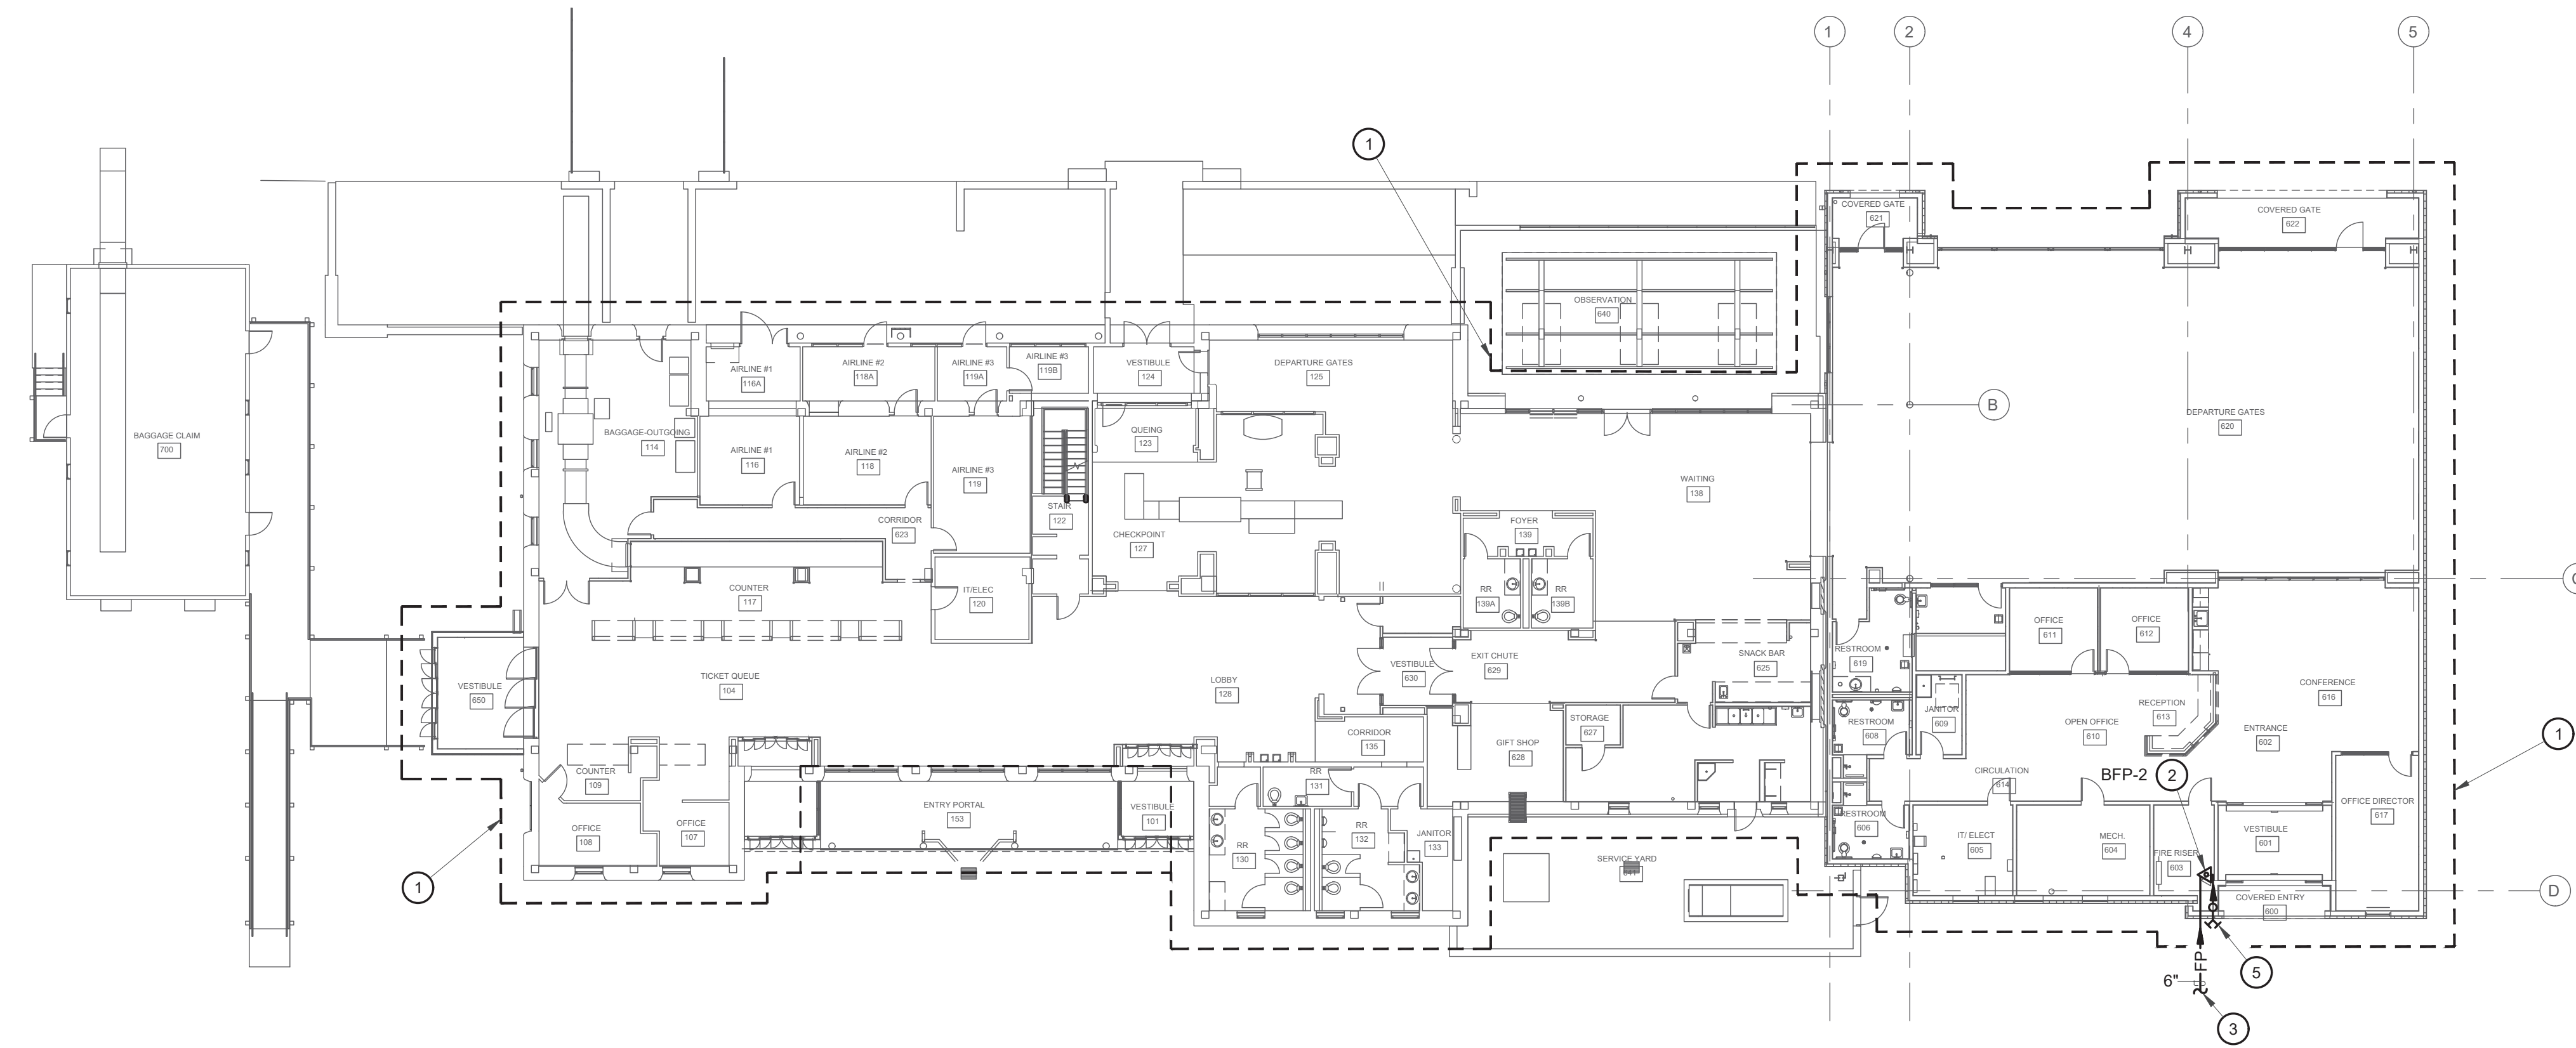 1
2
4
5
1
COVERED GATE
621
COVERED GATE
622
OBSERVATION
640
AIRLINE #1
116A
AIRLINE #2
118A
AIRLINE #3
119A
AIRLINE #3
119B
VESTIBULE
124
DEPARTURE GATES
125
B
DEPARTURE GATES
620
BAGGAGE CLAIM
700
BAGGAGE-OUTGOING
114
AIRLINE #1
116
AIRLINE #2
118
AIRLINE #3
119
QUEING
123
WAITING
138
STAIR
122
CORRIDOR
623
CHECKPOINT
127
FOYER
139
COUNTER
117
IT/ELEC
120
RR
139A
RR
139B
OFFICE
611
OFFICE
612
RESTROOM
619
VESTIBULE
650
TICKET QUEUE
104
LOBBY
128
VESTIBULE
630
EXIT CHUTE
629
SNACK BAR
625
CONFERENCE
616
RECEPTION
613
JANITOR
609
STORAGE
627
RESTROOM
608
OPEN OFFICE
610
ENTRANCE
602
CORRIDOR
135
GIFT SHOP
628
1
COUNTER
109
RR
131
CIRCULATION
614
BFP-2
2
ENTRY PORTAL
153
VESTIBULE
101
OFFICE DIRECTOR
617
OFFICE
108
OFFICE
107
RR
132
JANITOR
133
RESTROOM
606
IT/ ELECT
605
MECH.
604
VESTIBULE
601
RR
130
SERVICE YARD
641
FIRE RISER
603
1
D
COVERED ENTRY
600
FP
6"
5
3